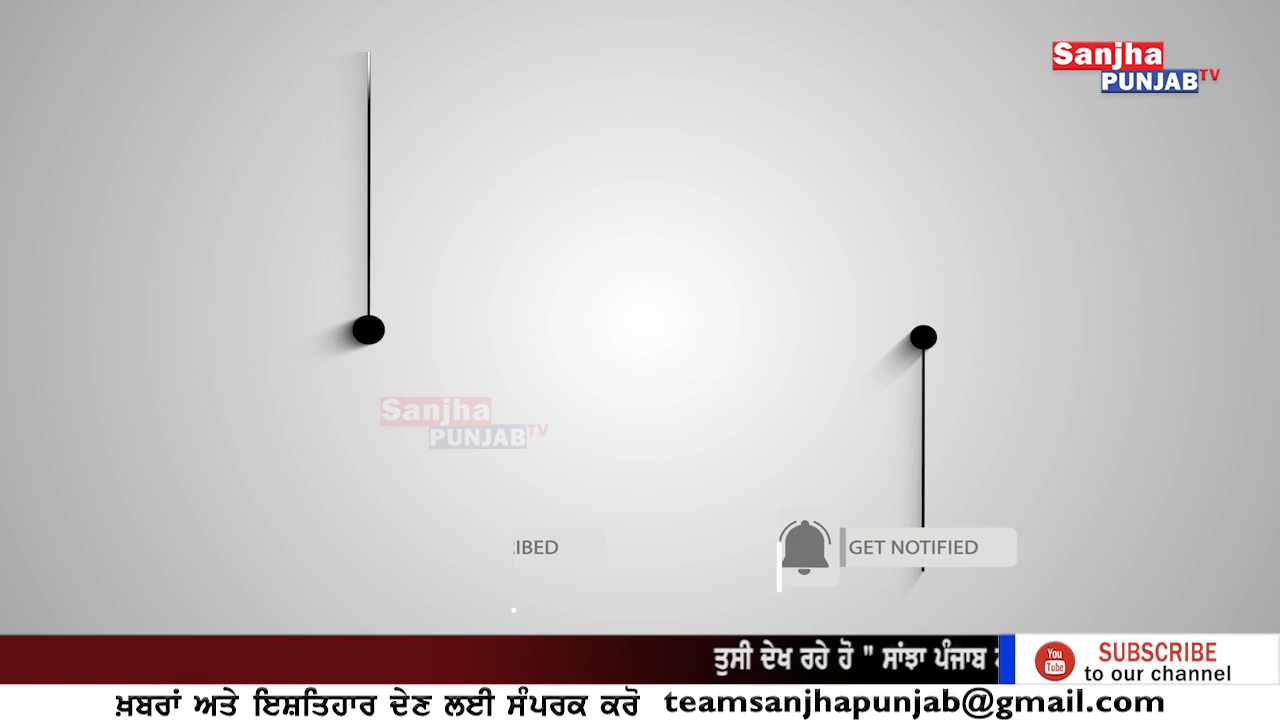 Sanjha
PUNJAB TV
Sanjha
PUNJAB TV
IBED
GET NOTIFIED
ਤੁਸੀ ਦੇਖ ਰਹੇ ਹੋ " ਸਾਂਝਾ ਪੰਜਾਬ
You
Tube
SUBSCRIBE
to our channel
ਖ਼ਬਰਾਂ ਅਤੇ ਇਸ਼ਤਿਹਾਰ ਦੇਣ ਲਈ ਸੰਪਰਕ ਕਰੋ teamsanjhapunjab@gmail.com